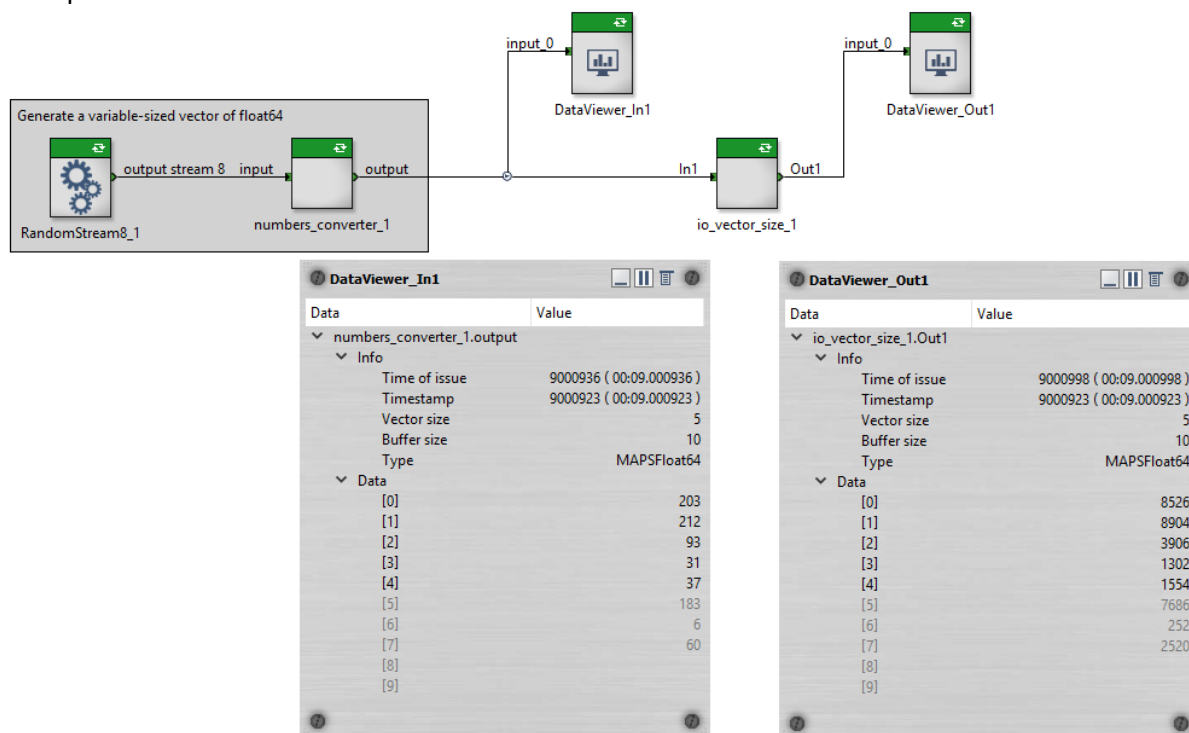 input_0
input_0
DataViewer_In1
DataViewer_Out1
Generate a variable-sized vector of float64
output stream 8
input
output
In1
Out1
RandomStream8_1
numbers_converter_1
io_vector_size_1
DataViewer_In1
Data Value
numbers_converter_1.output
Info
Time of issue 9000936 ( 00:09.000936 )
Timestamp 9000923 ( 00:09.000923 )
Vector size 5
Buffer size 10
Type MAPSFloat64
Data
[0] 203
[1] 212
[2] 93
[3] 31
[4] 37
[5] 183
[6] 6
[7] 60
[8]
[9]
DataViewer_Out1
Data Value
io_vector_size_1.Out1
Info
Time of issue 9000998 ( 00:09.000998 )
Timestamp 9000923 ( 00:09.000923 )
Vector size 5
Buffer size 10
Type MAPSFloat64
Data
[0] 8526
[1] 8904
[2] 3906
[3] 1302
[4] 1554
[5] 7686
[6] 252
[7] 2520
[8]
[9]